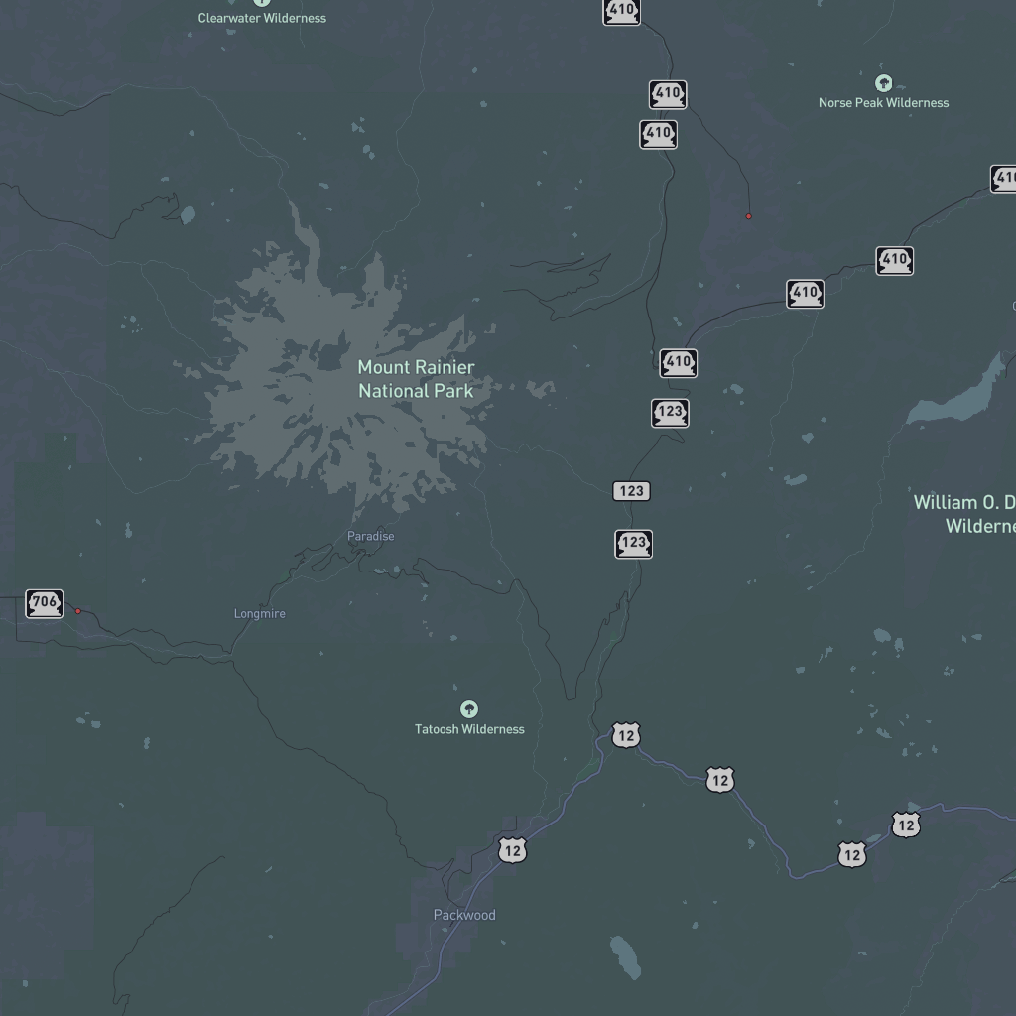 410
Clearwater Wilderness
410
Norse Peak Wilderness
410
410
410
410
Mount Rainier
National Park
410
123
123
William O. D
Wilderne
Paradise
123
706
Longmire
Tatoosh Wilderness
12
12
12
12
12
Packwood